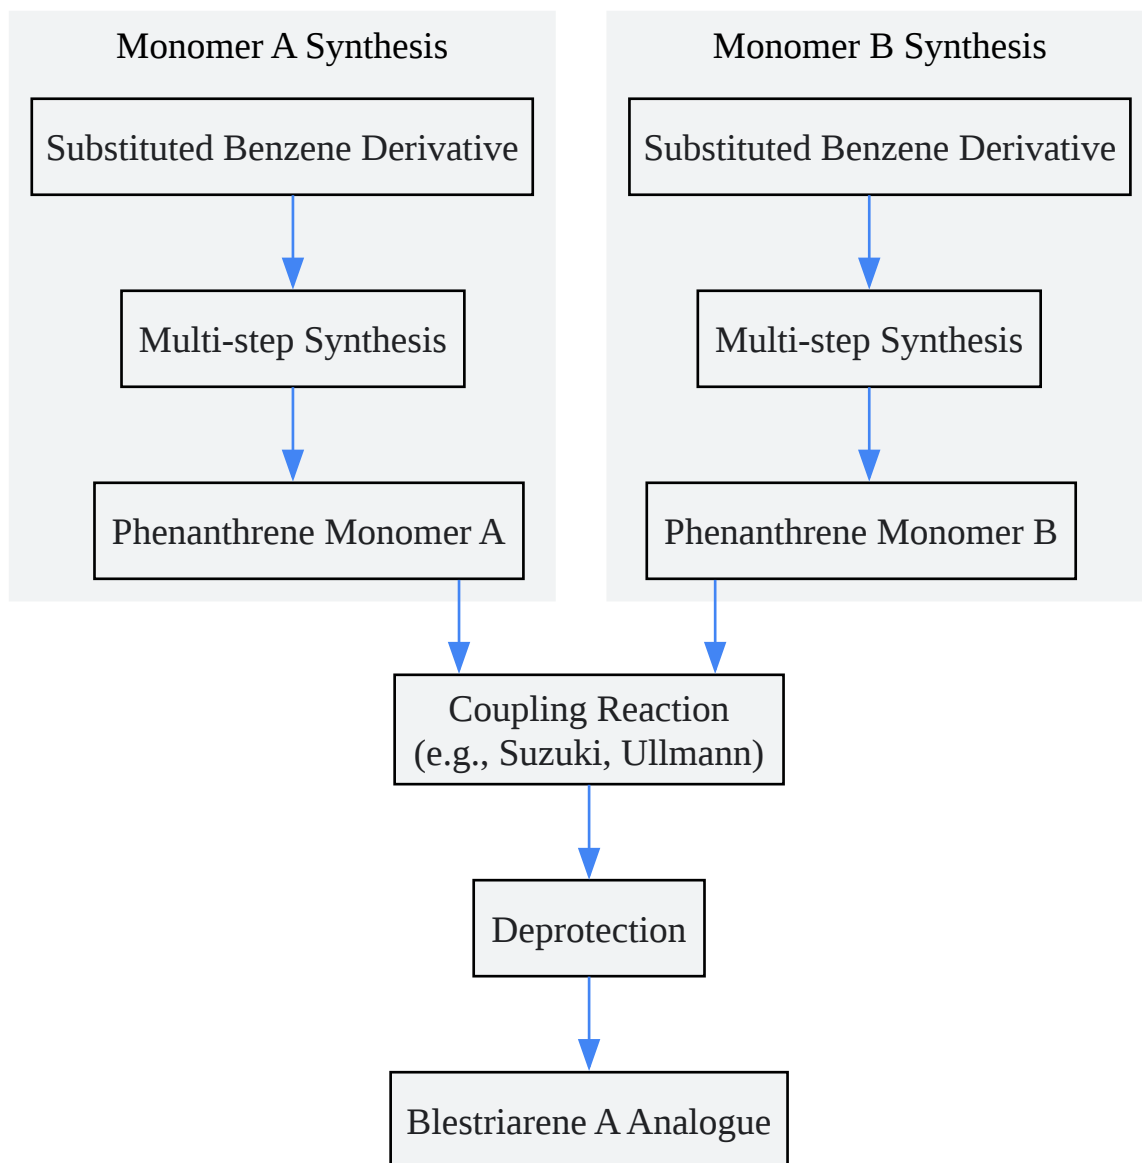 Monomer A Synthesis
Substituted Benzene Derivative
Multi-step Synthesis
Phenanthrene Monomer A
Monomer B Synthesis
Substituted Benzene Derivative
Multi-step Synthesis
Phenanthrene Monomer B
Coupling Reaction
(e.g., Suzuki, Ullmann)
Deprotection
Blestriarene A Analogue